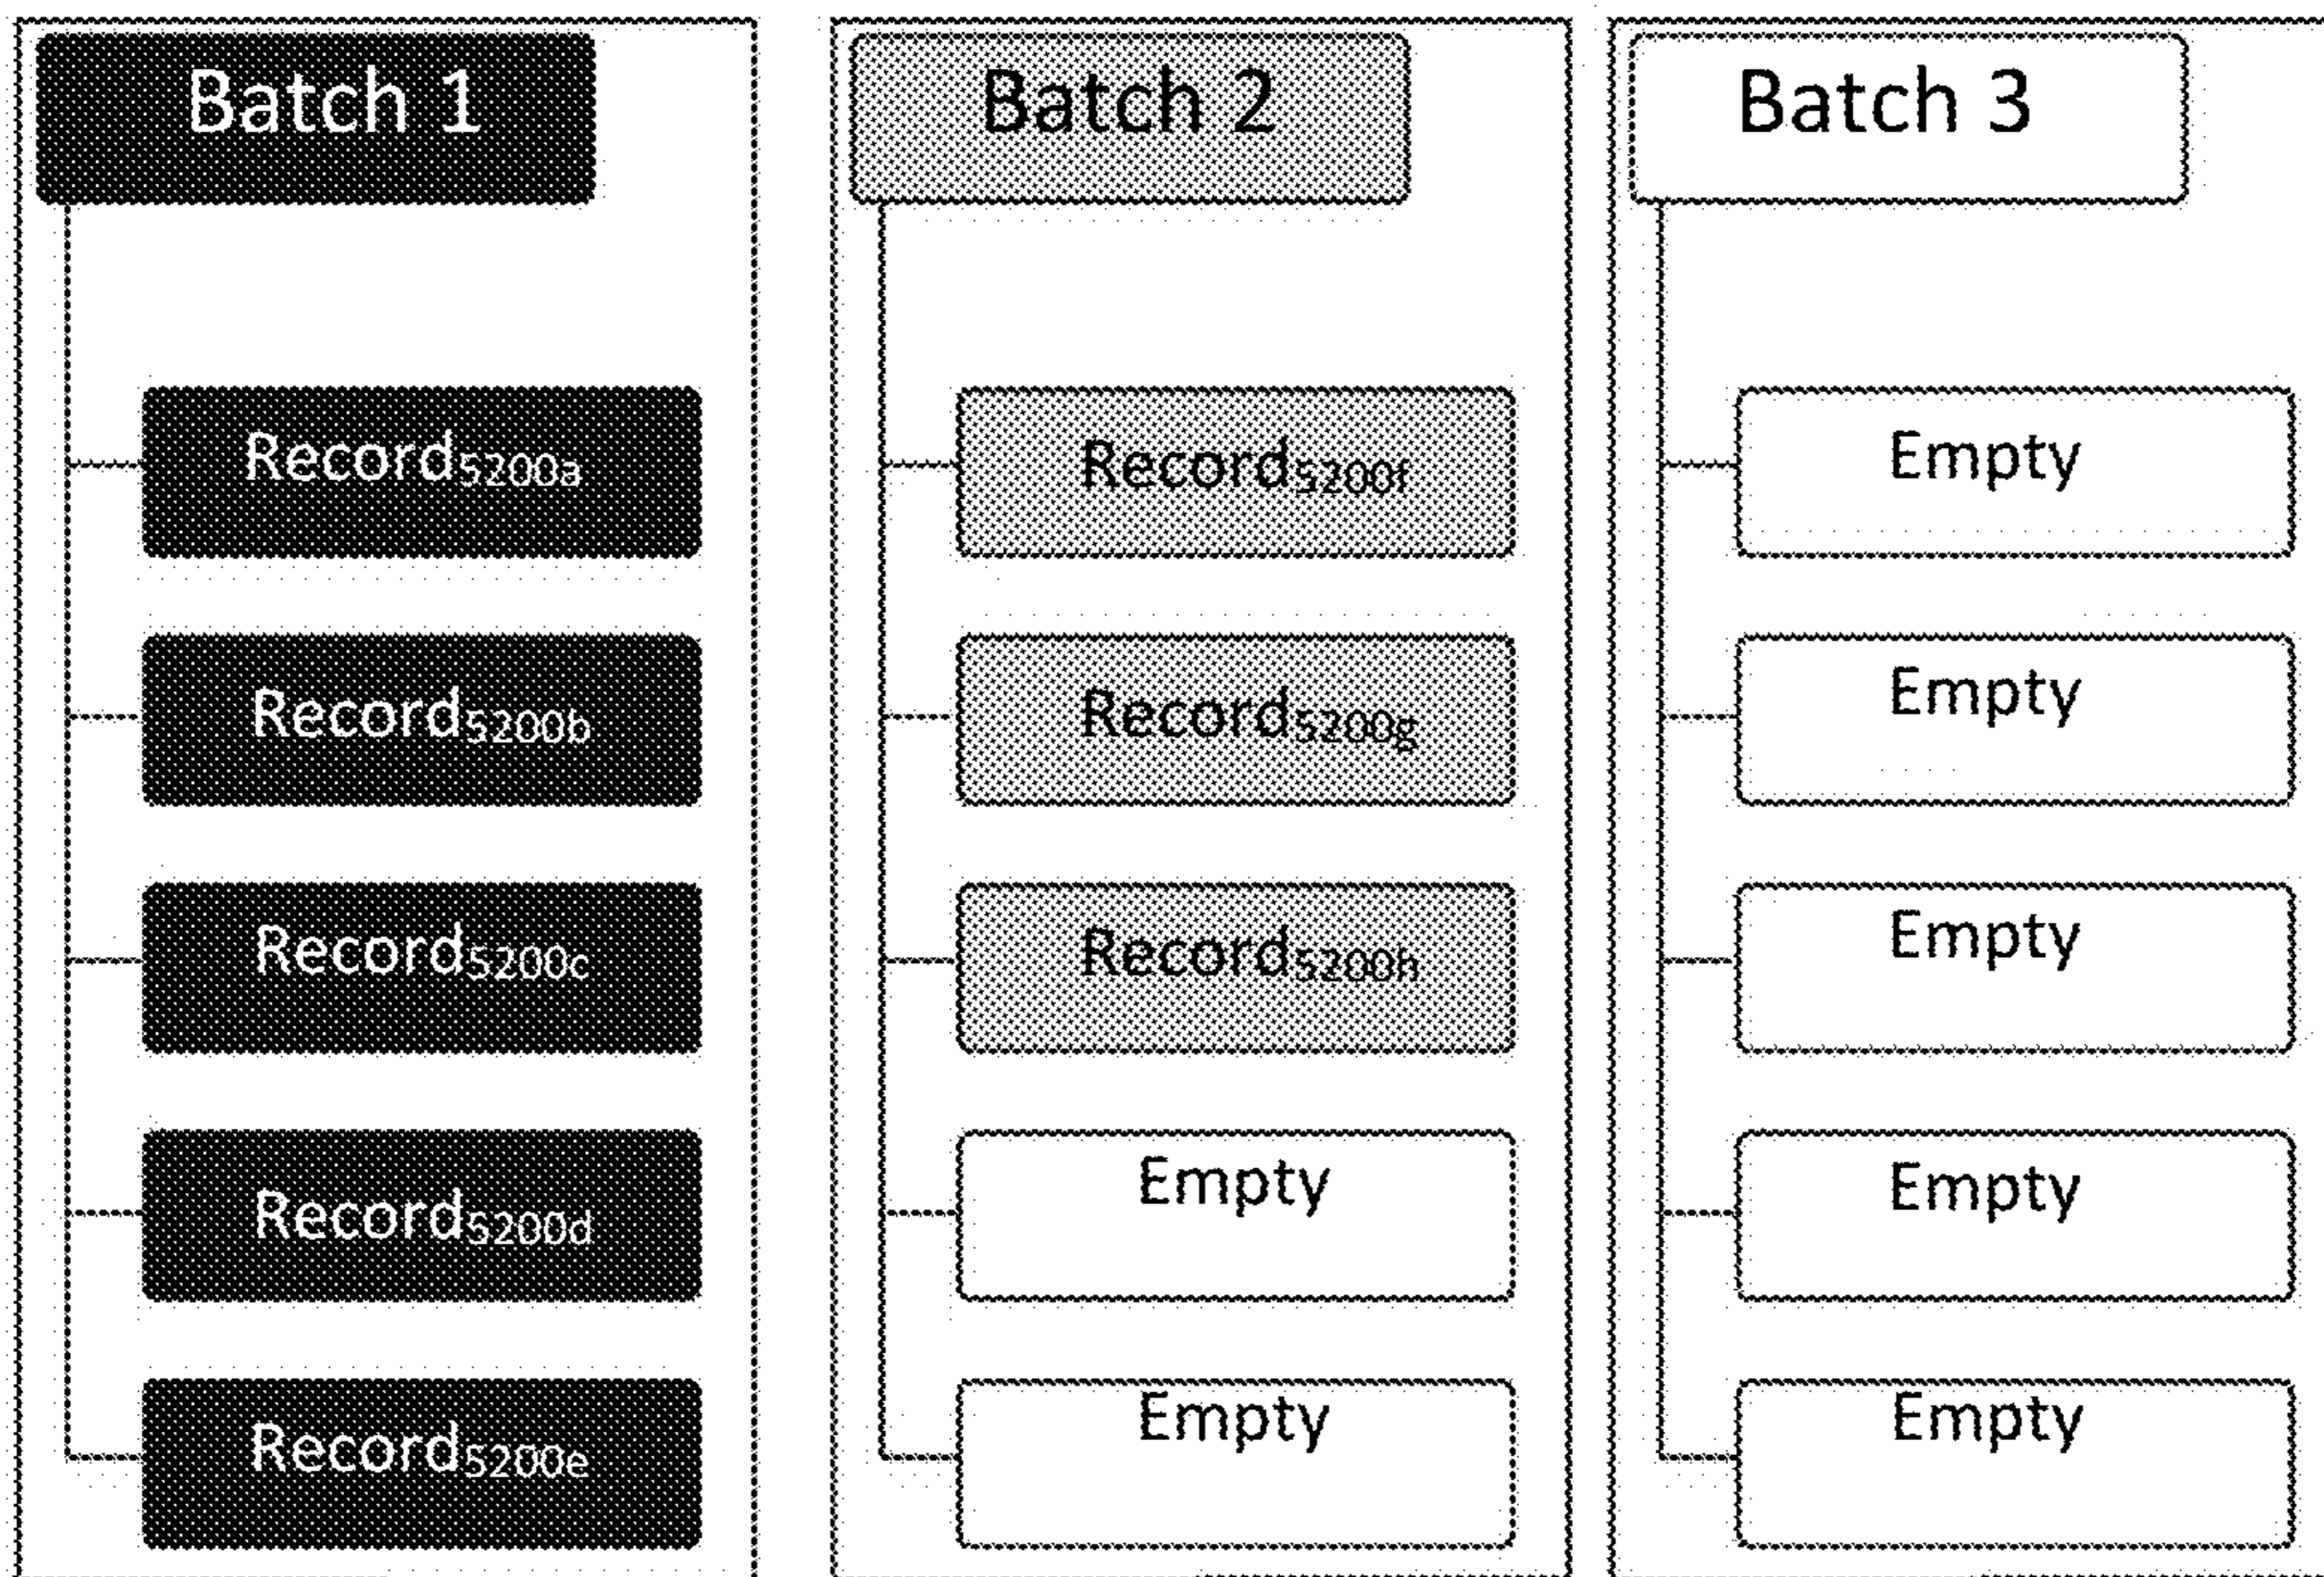 Batch 1
Record5200a
Record5200b
Record5200c
Record5200d
Record5200e
Batch 2
Record5200f
Record5200g
Record5200h
Empty
Empty
Batch 3
Empty
Empty
Empty
Empty
Empty